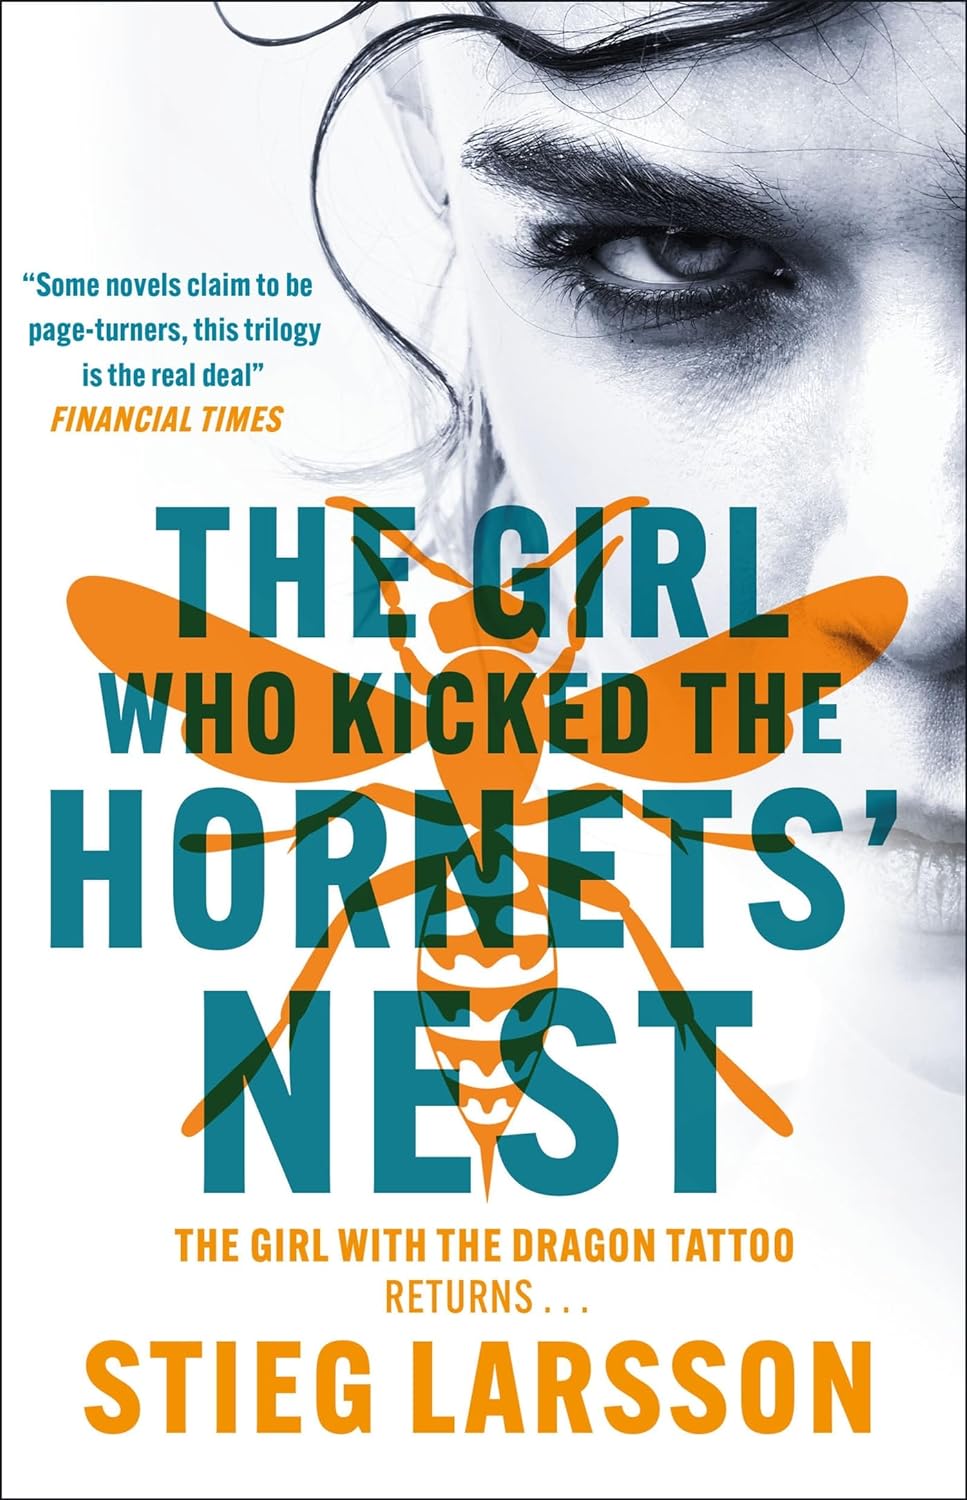 “Some novels claim to be
page-turners, this trilogy
is the real deal”
FINANCIAL TIMES
THE GIRL
WHO KICKED THE
HORNETS’
NEST
THE GIRL WITH THE DRAGON TATTOO
RETURNS . . .
STIEG LARSSON